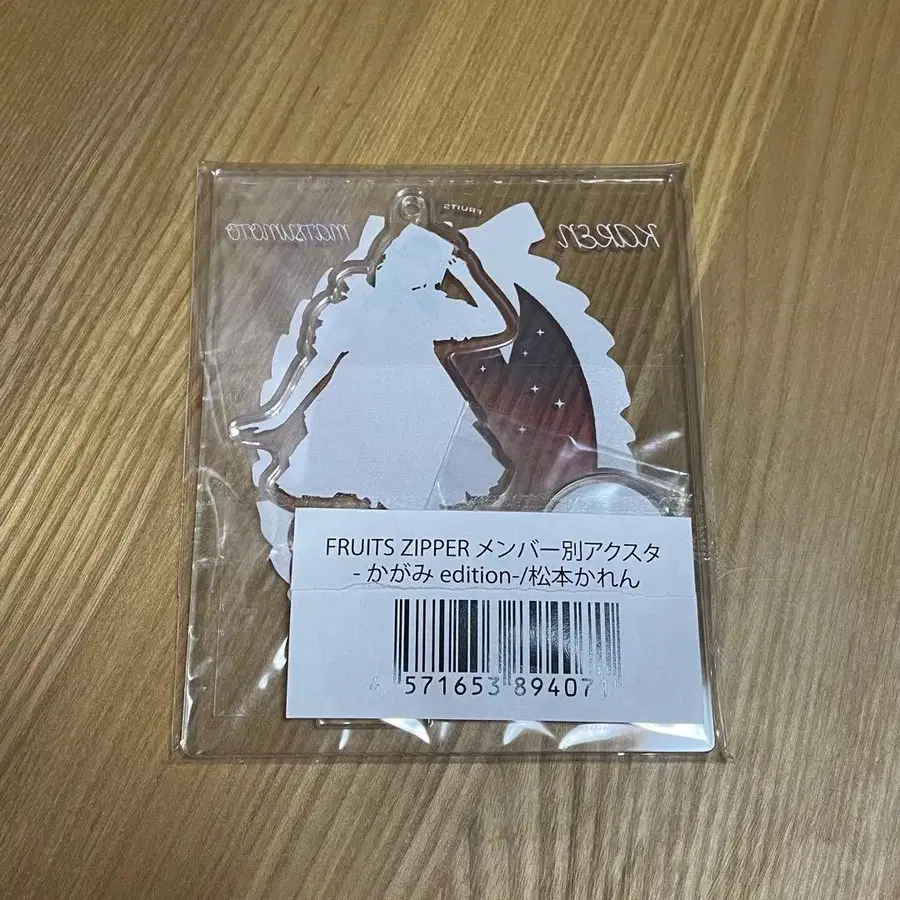 FRUITS
MATSUMOTO KAREN
FRUITS ZIPPER メンバー別アクスタ
- かがみ edition-/松本かれん
4 571653 894071